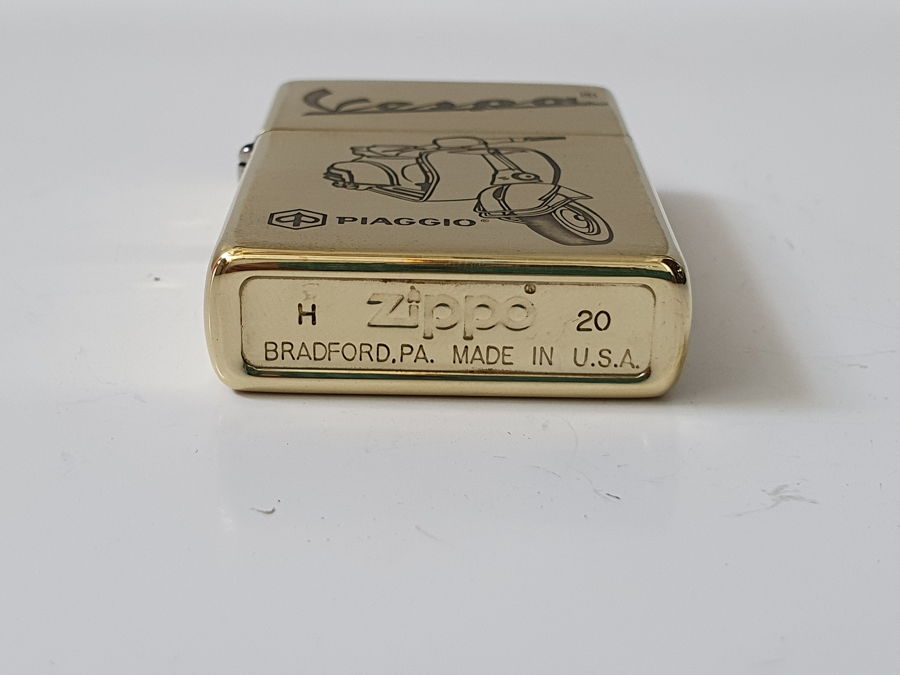 Vespa
PIAGGIO®
H zippo® 20
BRADFORD,PA. MADE IN U.S.A.